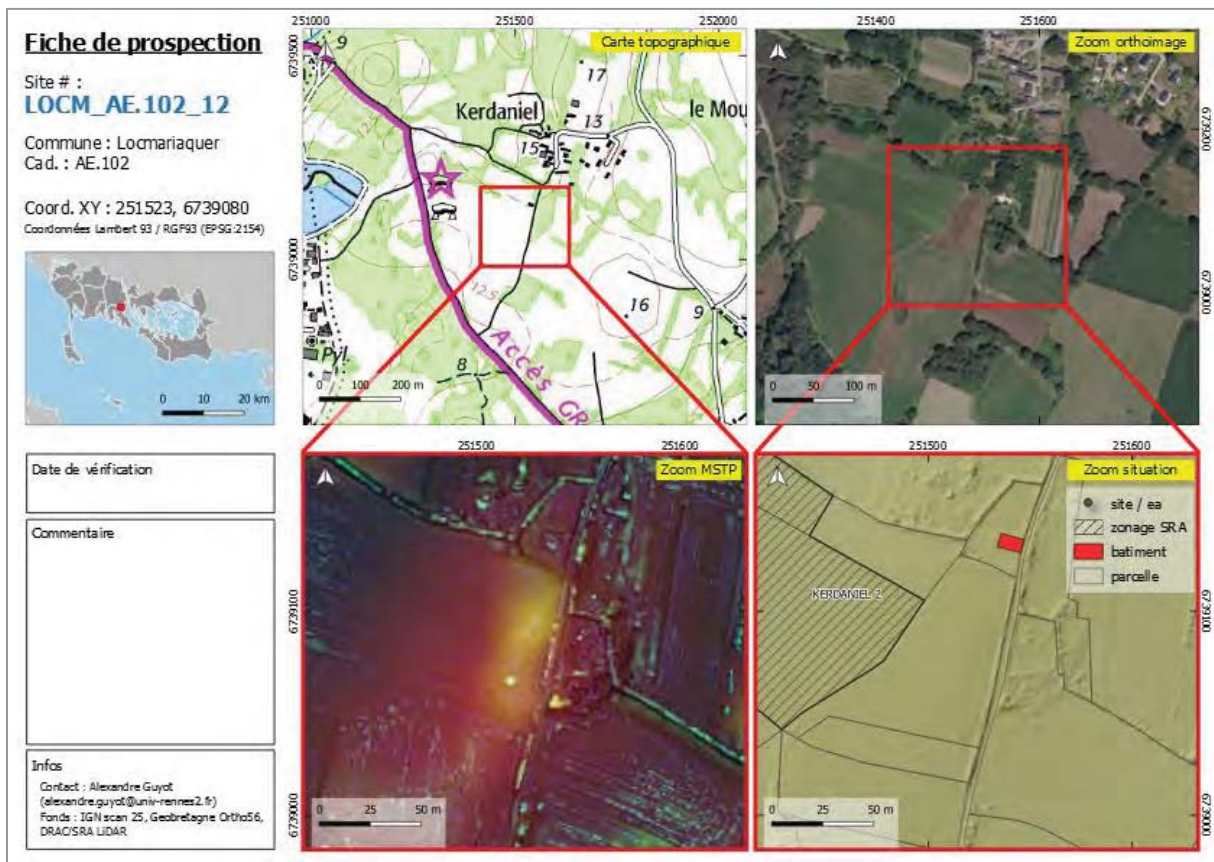 Fiche de prospection
Site # :
LOCM_AE.102_12
Commune : Locmariaquer
Cad. : AE.102
Coord. XY : 251523, 6739080
Coordonnées Lambert 93 / RGF93 (EPSG:2154)
0 10 20 km
Date de vérification
Commentaire
Infos
Contact : Alexandre Guyot
(alexandre.guyot@univ-rennes2.fr)
Fonds : IGN scan 25, Geobretagne Ortho56,
DRAC/SRA LiDAR
251000 251500 252000
6739500
6739000
Carte topographique
9
12.5
17
Kerdaniel
le Mou
13
15
12.5
16
9
Pyl.
8
Accès GR
0 100 200 m
251400 251600
6739200
6739000
Zoom orthoimage
0 50 100 m
251500 251600
6739100
6739000
Zoom MSTP
0 25 50 m
251500 251600
6739100
6739000
Zoom situation
site / ea
zonage SRA
batiment
parcelle
KERDANIEL 2
0 25 50 m